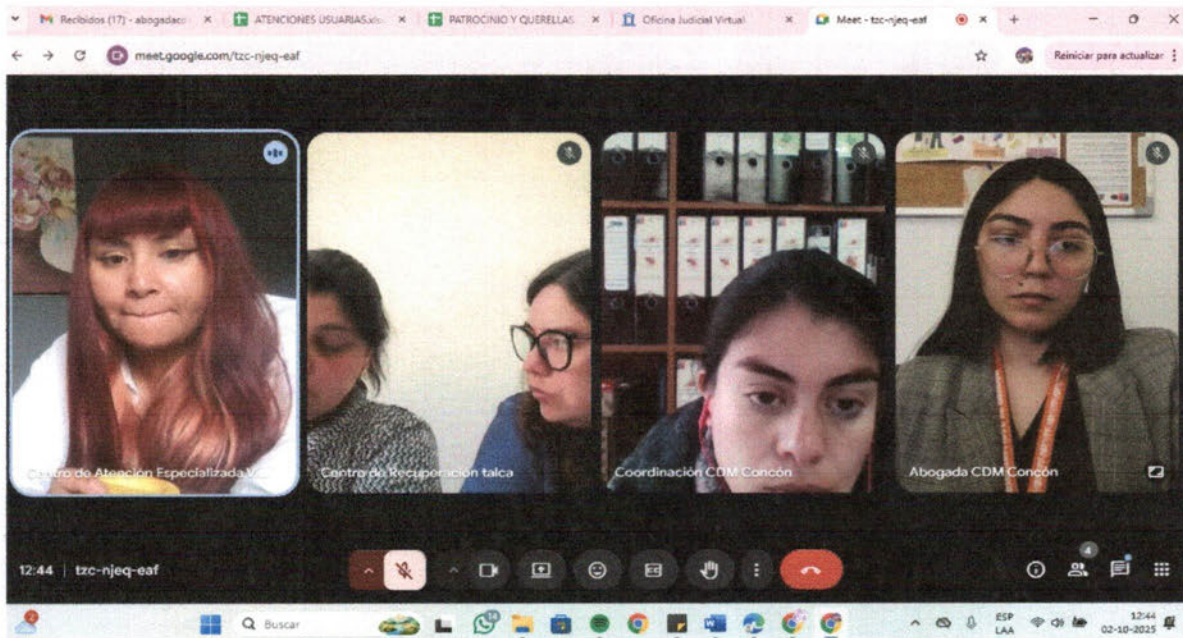 Recibidos (17) - abogadacd
ATENCIONES USUARIAS.xls
PATROCINIO Y QUERELLAS
Oficina Judicial Virtual
Meet - tzc-njeq-eaf
meet.google.com/tzc-njeq-eaf
Reiniciar para actualizar
Centro de Atención Especializada V
Centro de Recuperación talca
Coordinación CDM Concón
Abogada CDM Concón
12:44 | tzc-njeq-eaf
4
2
Buscar
ESP
LAA
12:44
02-10-2025